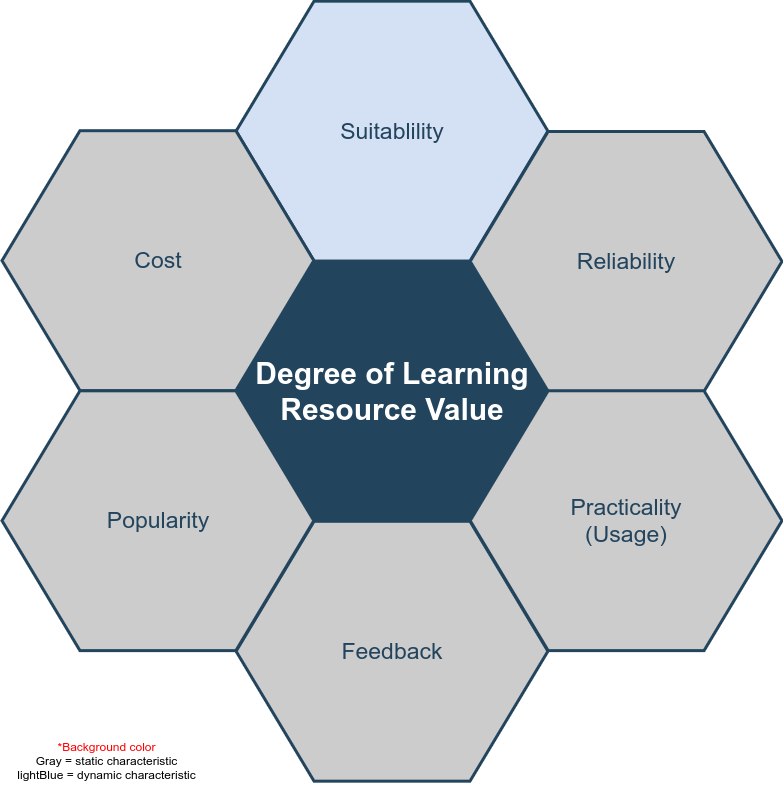 Suitablility
Cost
Reliability
Degree of Learning
Resource Value
Popularity
Practicality
(Usage)
Feedback
*Background color
Gray = static characteristic
lightBlue = dynamic characteristic